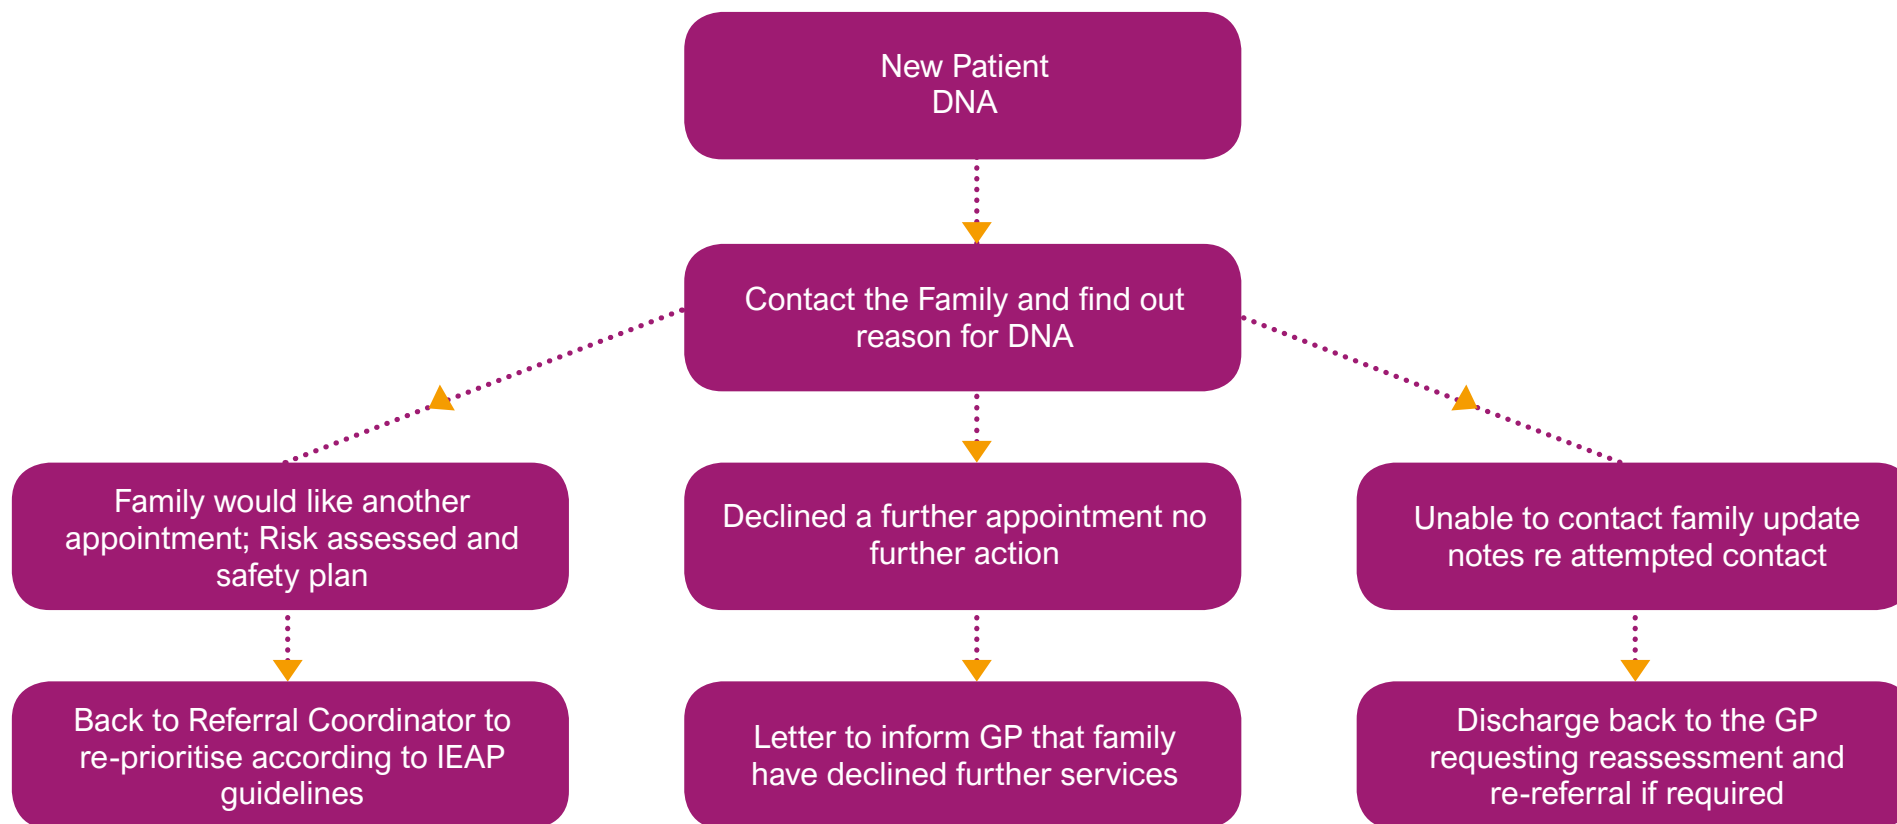 New Patient
DNA
Contact the Family and find out
reason for DNA
Family would like another
appointment; Risk assessed and
safety plan
Declined a further appointment no
further action
Unable to contact family update
notes re attempted contact
Back to Referral Coordinator to
re-prioritise according to IEAP
guidelines
Letter to inform GP that family
have declined further services
Discharge back to the GP
requesting reassessment and
re-referral if required